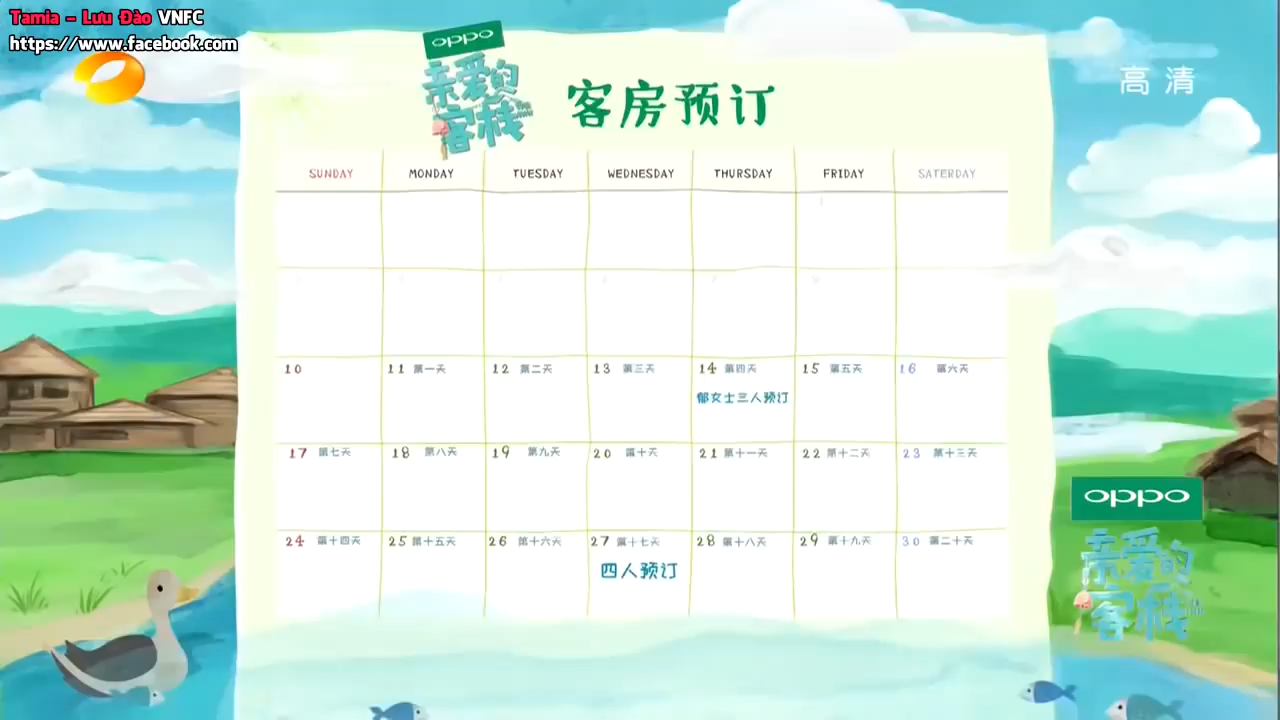 Tamia - Lưu Đào VNFC
https://www.facebook.com
oppo
亲爱的
客栈
客房预订
高清
SUNDAY MONDAY TUESDAY WEDNESDAY THURSDAY FRIDAY SATERDAY
10 11 第一天 12 第二天 13 第三天 14 第四天 15 第五天 16 第六天
郁女士三人预订
17 第七天 18 第八天 19 第九天 20 第十天 21 第十一天 22 第十二天 23 第十三天
24 第十四天 25 第十五天 26 第十六天 27 第十七天 28 第十八天 29 第十九天 30 第二十天
四人预订
oppo
亲爱的
客栈